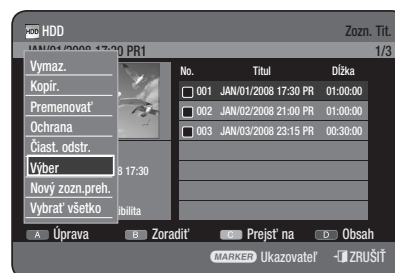 HDD HDD Zozn. Tit.
JAN/01/2008 17:30 PR1 1/3
Vymaz.
Kopír.
Premenovať
Ochrana
Čiast. odstr.
Výber
Nový zozn.preh.
Vybrať všetko
8 17:30
ibilita
No. Titul Dĺžka
001 JAN/01/2008 17:30 PR 01:00:00
002 JAN/02/2008 21:00 PR 01:00:00
003 JAN/03/2008 23:15 PR 00:30:00
A Úprava B Zoradiť C Prejsť na D Obsah
MARKER Ukazovateľ ZRUŠIŤ